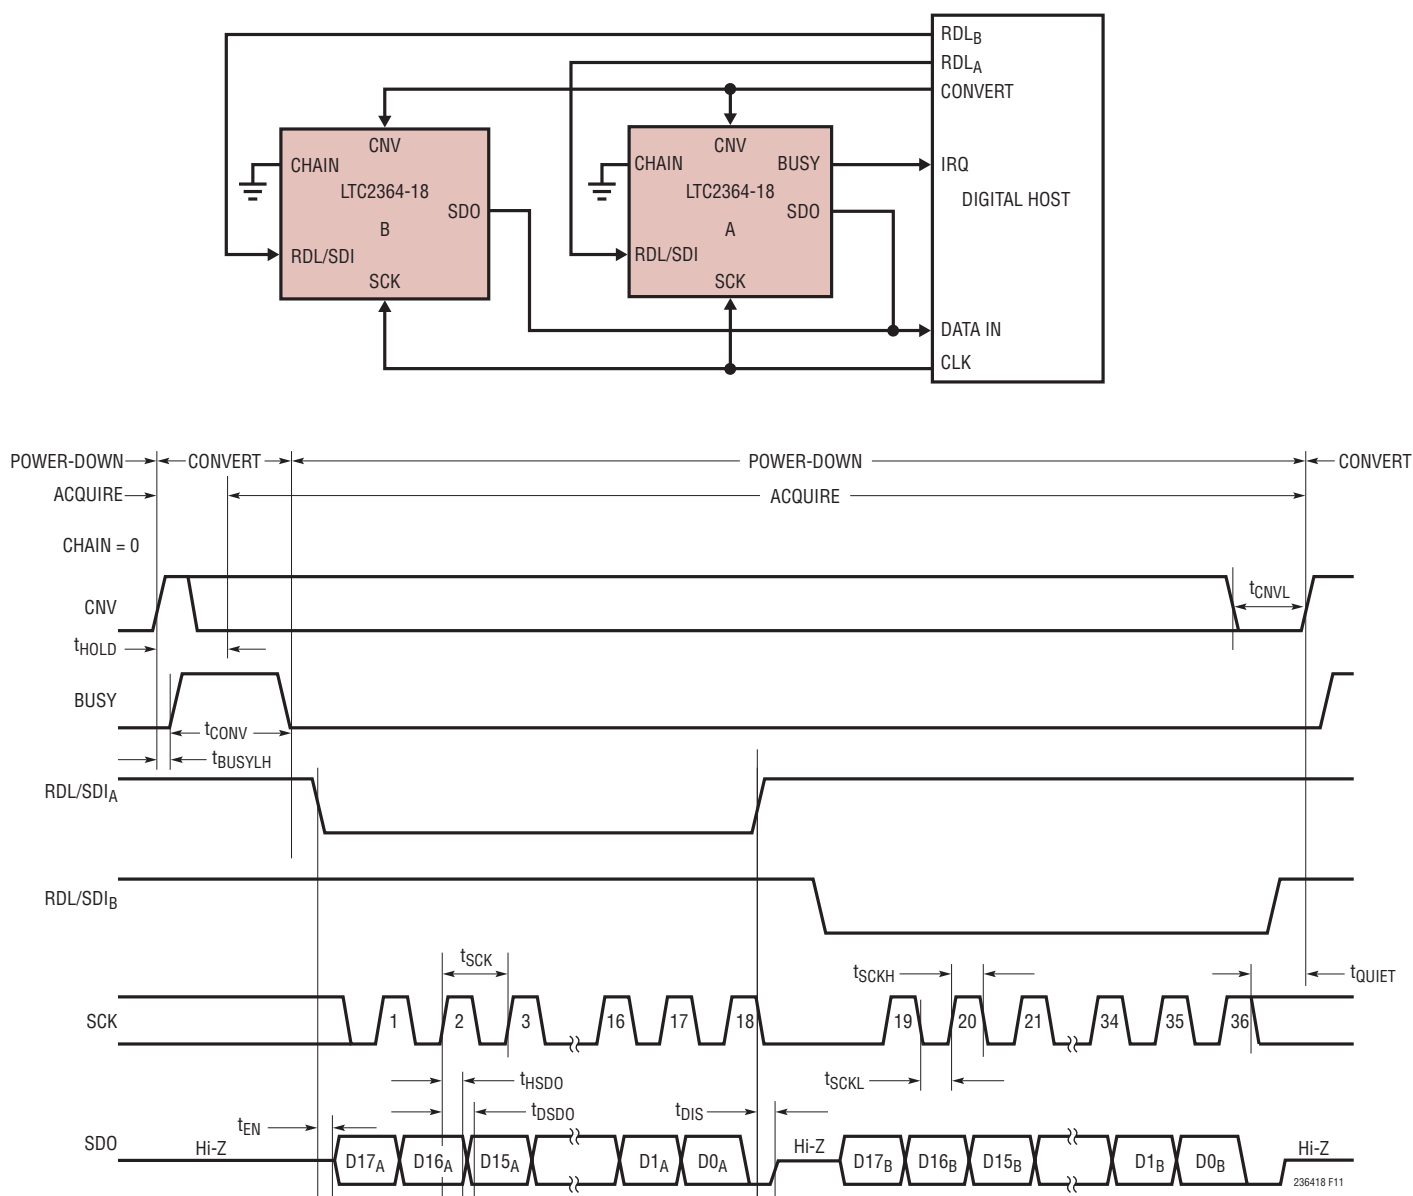 RDLB
RDLA
CONVERT
CNV
CHAIN
LTC2364-18
SDO
B
RDL/SDI
SCK
CNV
CHAIN
BUSY
LTC2364-18
SDO
A
RDL/SDI
SCK
IRQ
DIGITAL HOST
DATA IN
CLK
POWER-DOWN CONVERT POWER-DOWN CONVERT
ACQUIRE ACQUIRE
CHAIN = 0
CNV tCNVL
tHOLD
BUSY
tCONV
tBUSYLH
RDL/SDIA
RDL/SDIB
tSCK tSCKH tQUIET
SCK 1 2 3 16 17 18 19 20 21 34 35 36
tHSDO tSCKL
tEN tDSDO tDIS
SDO Hi-Z D17A D16A D15A D1A D0A Hi-Z D17B D16B D15B D1B D0B Hi-Z
236418 F11